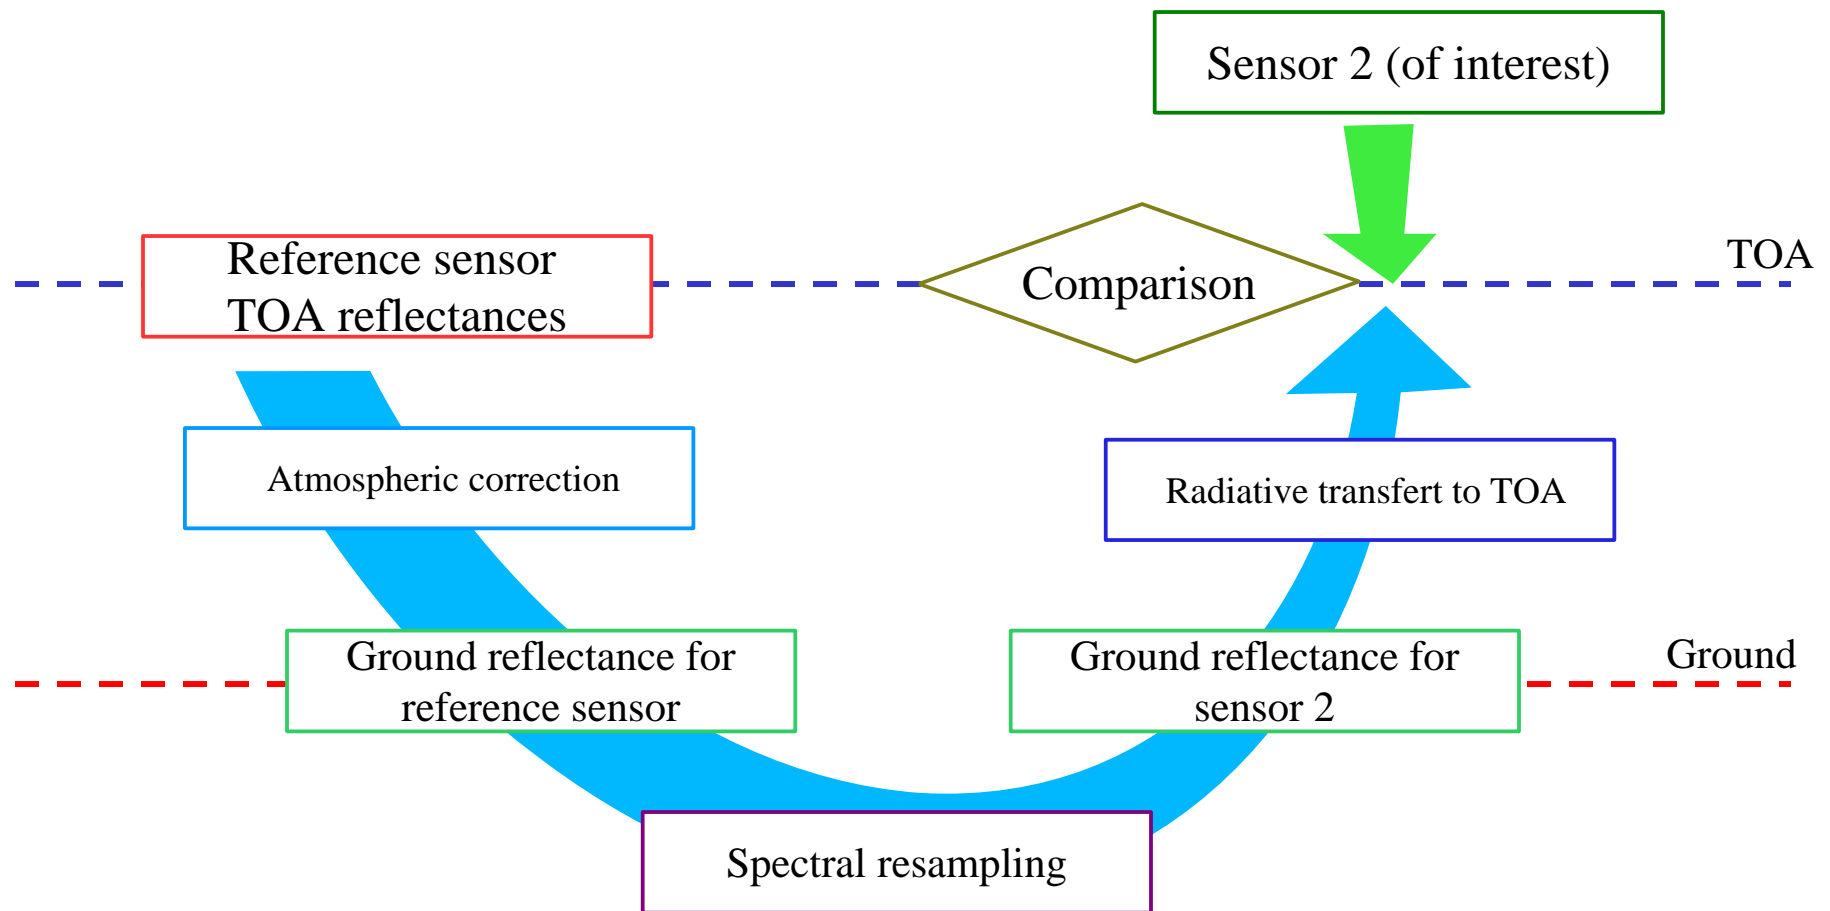 Sensor 2 (of interest)
Reference sensor
TOA reflectances
Comparison
TOA
Atmospheric correction
Radiative transfert to TOA
Ground reflectance for
reference sensor
Ground reflectance for
sensor 2
Ground
Spectral resampling